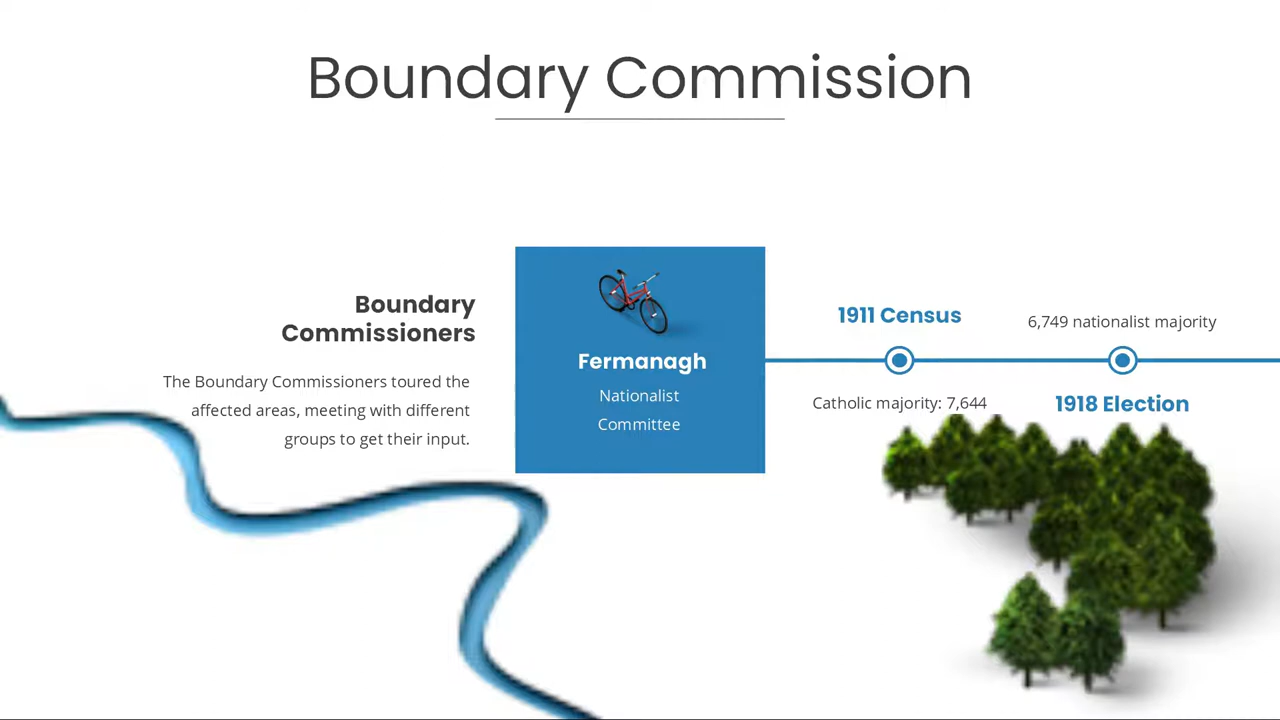 Boundary Commission
Boundary
Commissioners
The Boundary Commissioners toured the
affected areas, meeting with different
groups to get their input.
Fermanagh
Nationalist
Committee
1911 Census
Catholic majority: 7,644
6,749 nationalist majority
1918 Election